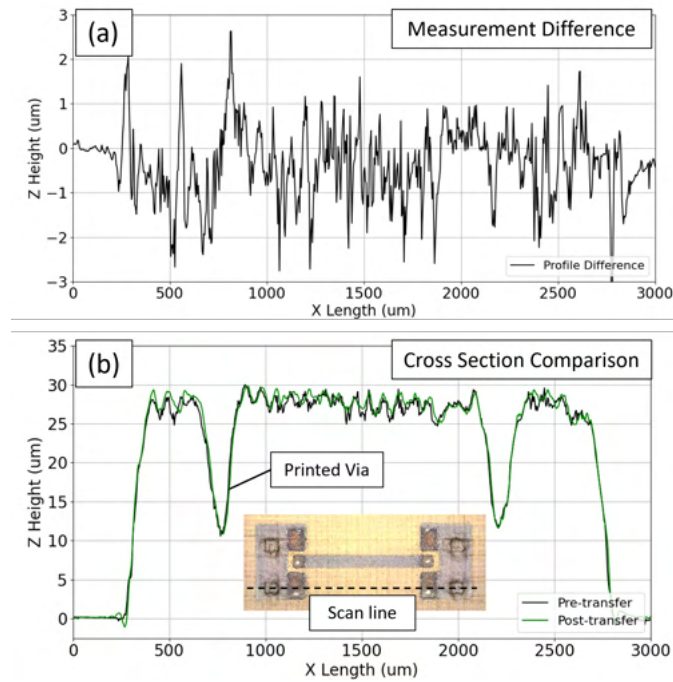 (a)
Measurement Difference
Z Height (um)
3
2
1
0
−1
−2
−3
Profile Difference
0 500 1000 1500 2000 2500 3000
X Length (um)
(b)
Cross Section Comparison
Z Height (um)
35
30
25
20
15
10
5
0
Printed Via
Scan line
Pre-transfer
Post-transfer
0 500 1000 1500 2000 2500 3000
X Length (um)